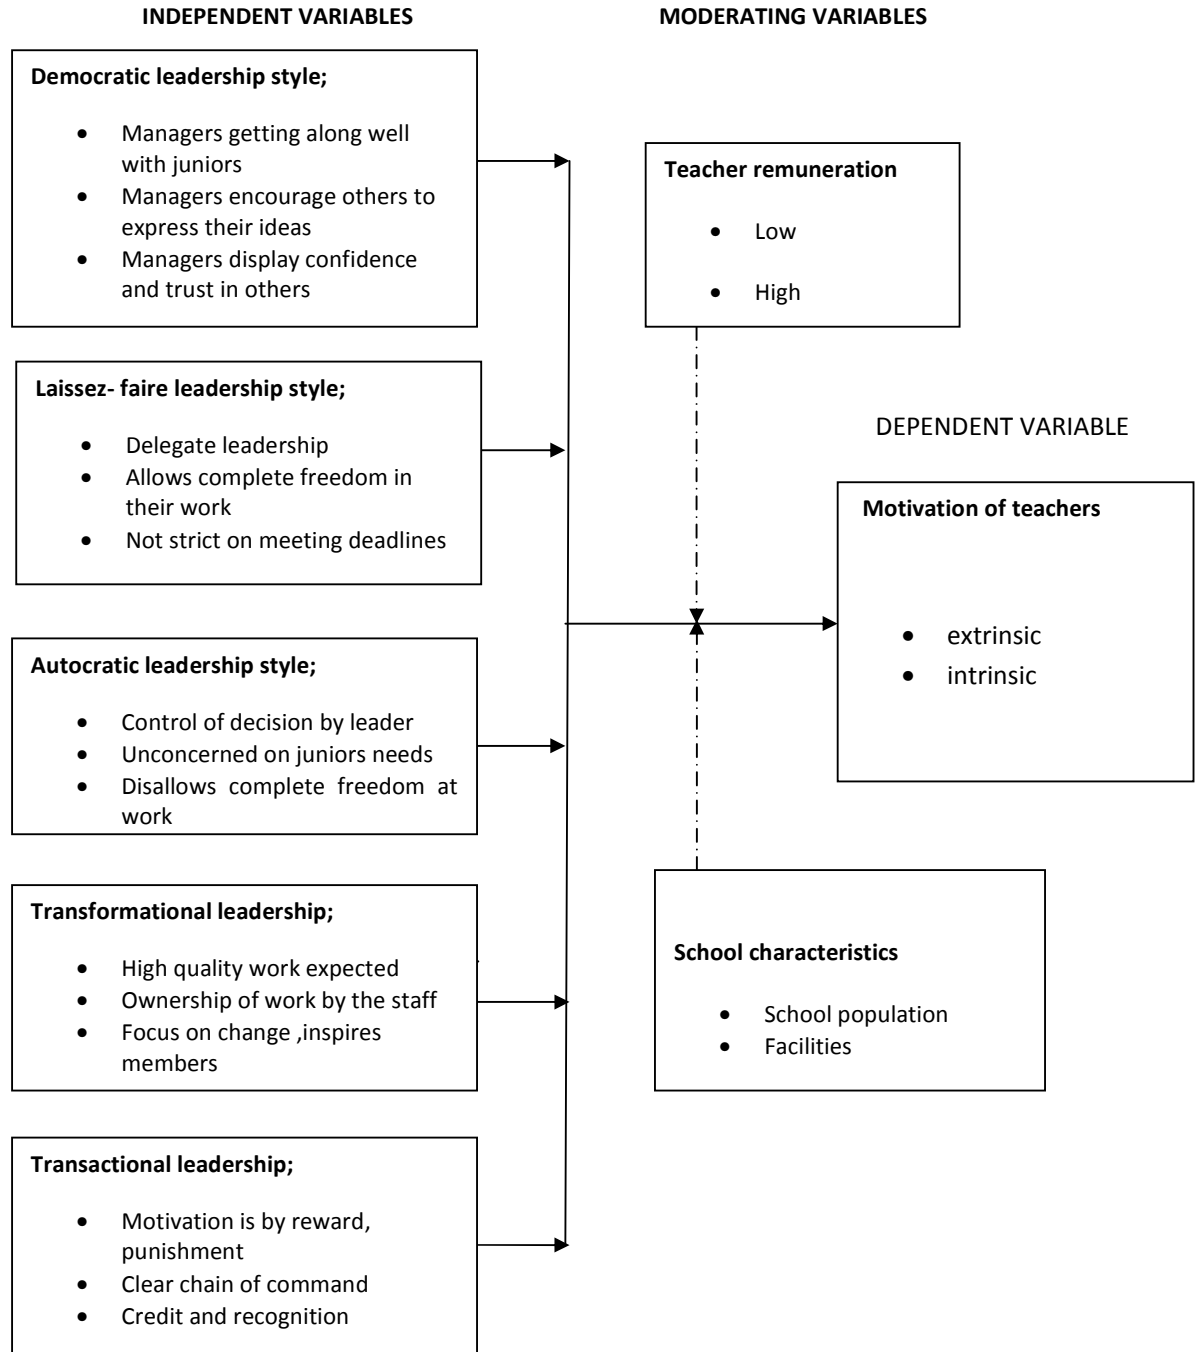 INDEPENDENT VARIABLES
MODERATING VARIABLES
Democratic leadership style;
• Managers getting along well
with juniors
• Managers encourage others to
express their ideas
• Managers display confidence
and trust in others
Laissez- faire leadership style;
• Delegate leadership
• Allows complete freedom in
their work
• Not strict on meeting deadlines
Autocratic leadership style;
• Control of decision by leader
• Unconcerned on juniors needs
• Disallows complete freedom at
work
Transformational leadership;
• High quality work expected
• Ownership of work by the staff
• Focus on change ,inspires
members
Transactional leadership;
• Motivation is by reward,
punishment
• Clear chain of command
• Credit and recognition
Teacher remuneration
• Low
• High
DEPENDENT VARIABLE
Motivation of teachers
• extrinsic
• intrinsic
School characteristics
• School population
• Facilities